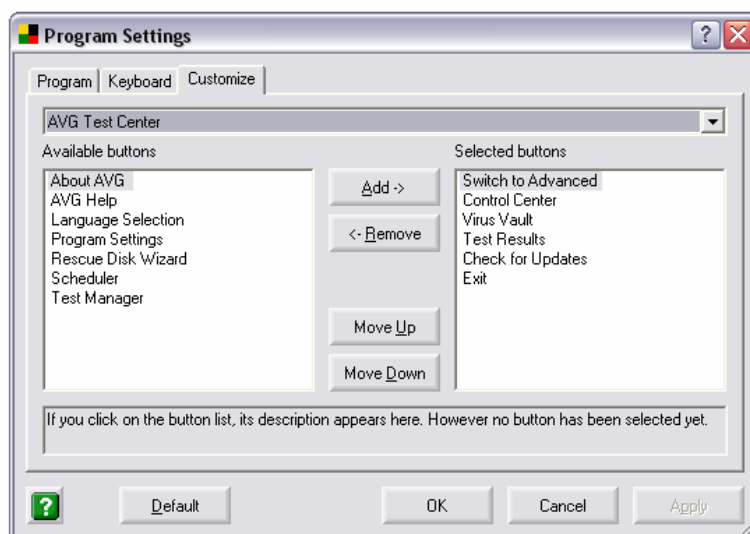 Program Settings
Program
Keyboard
Customize
AVG Test Center
Available buttons
About AVG
AVG Help
Language Selection
Program Settings
Rescue Disk Wizard
Scheduler
Test Manager
Add ->
<- Remove
Move Up
Move Down
Selected buttons
Switch to Advanced
Control Center
Virus Vault
Test Results
Check for Updates
Exit
If you click on the button list, its description appears here. However no button has been selected yet.
?
Default
OK
Cancel
Apply